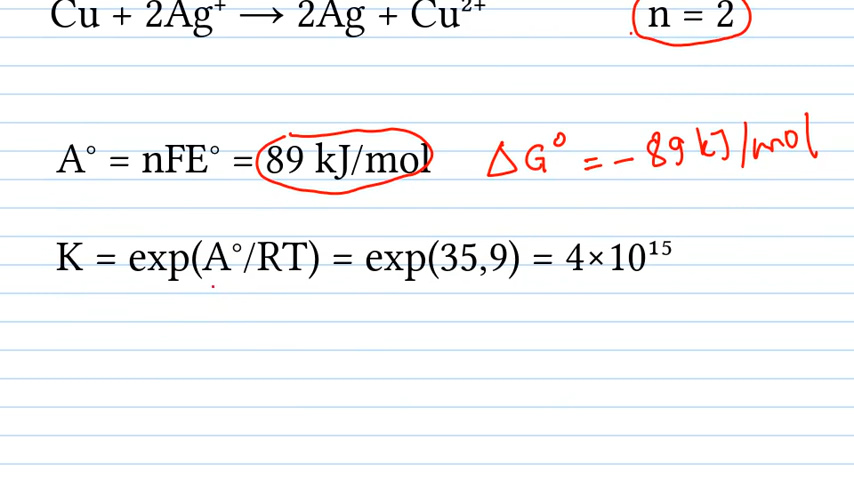 Cu + 2Ag⁺ ⟶ 2Ag + Cu²⁺ n = 2
A° = nFE° = 89 kJ/mol ΔG° = - 89 kJ/mol
K = exp(A°/RT) = exp(35,9) = 4×10¹⁵